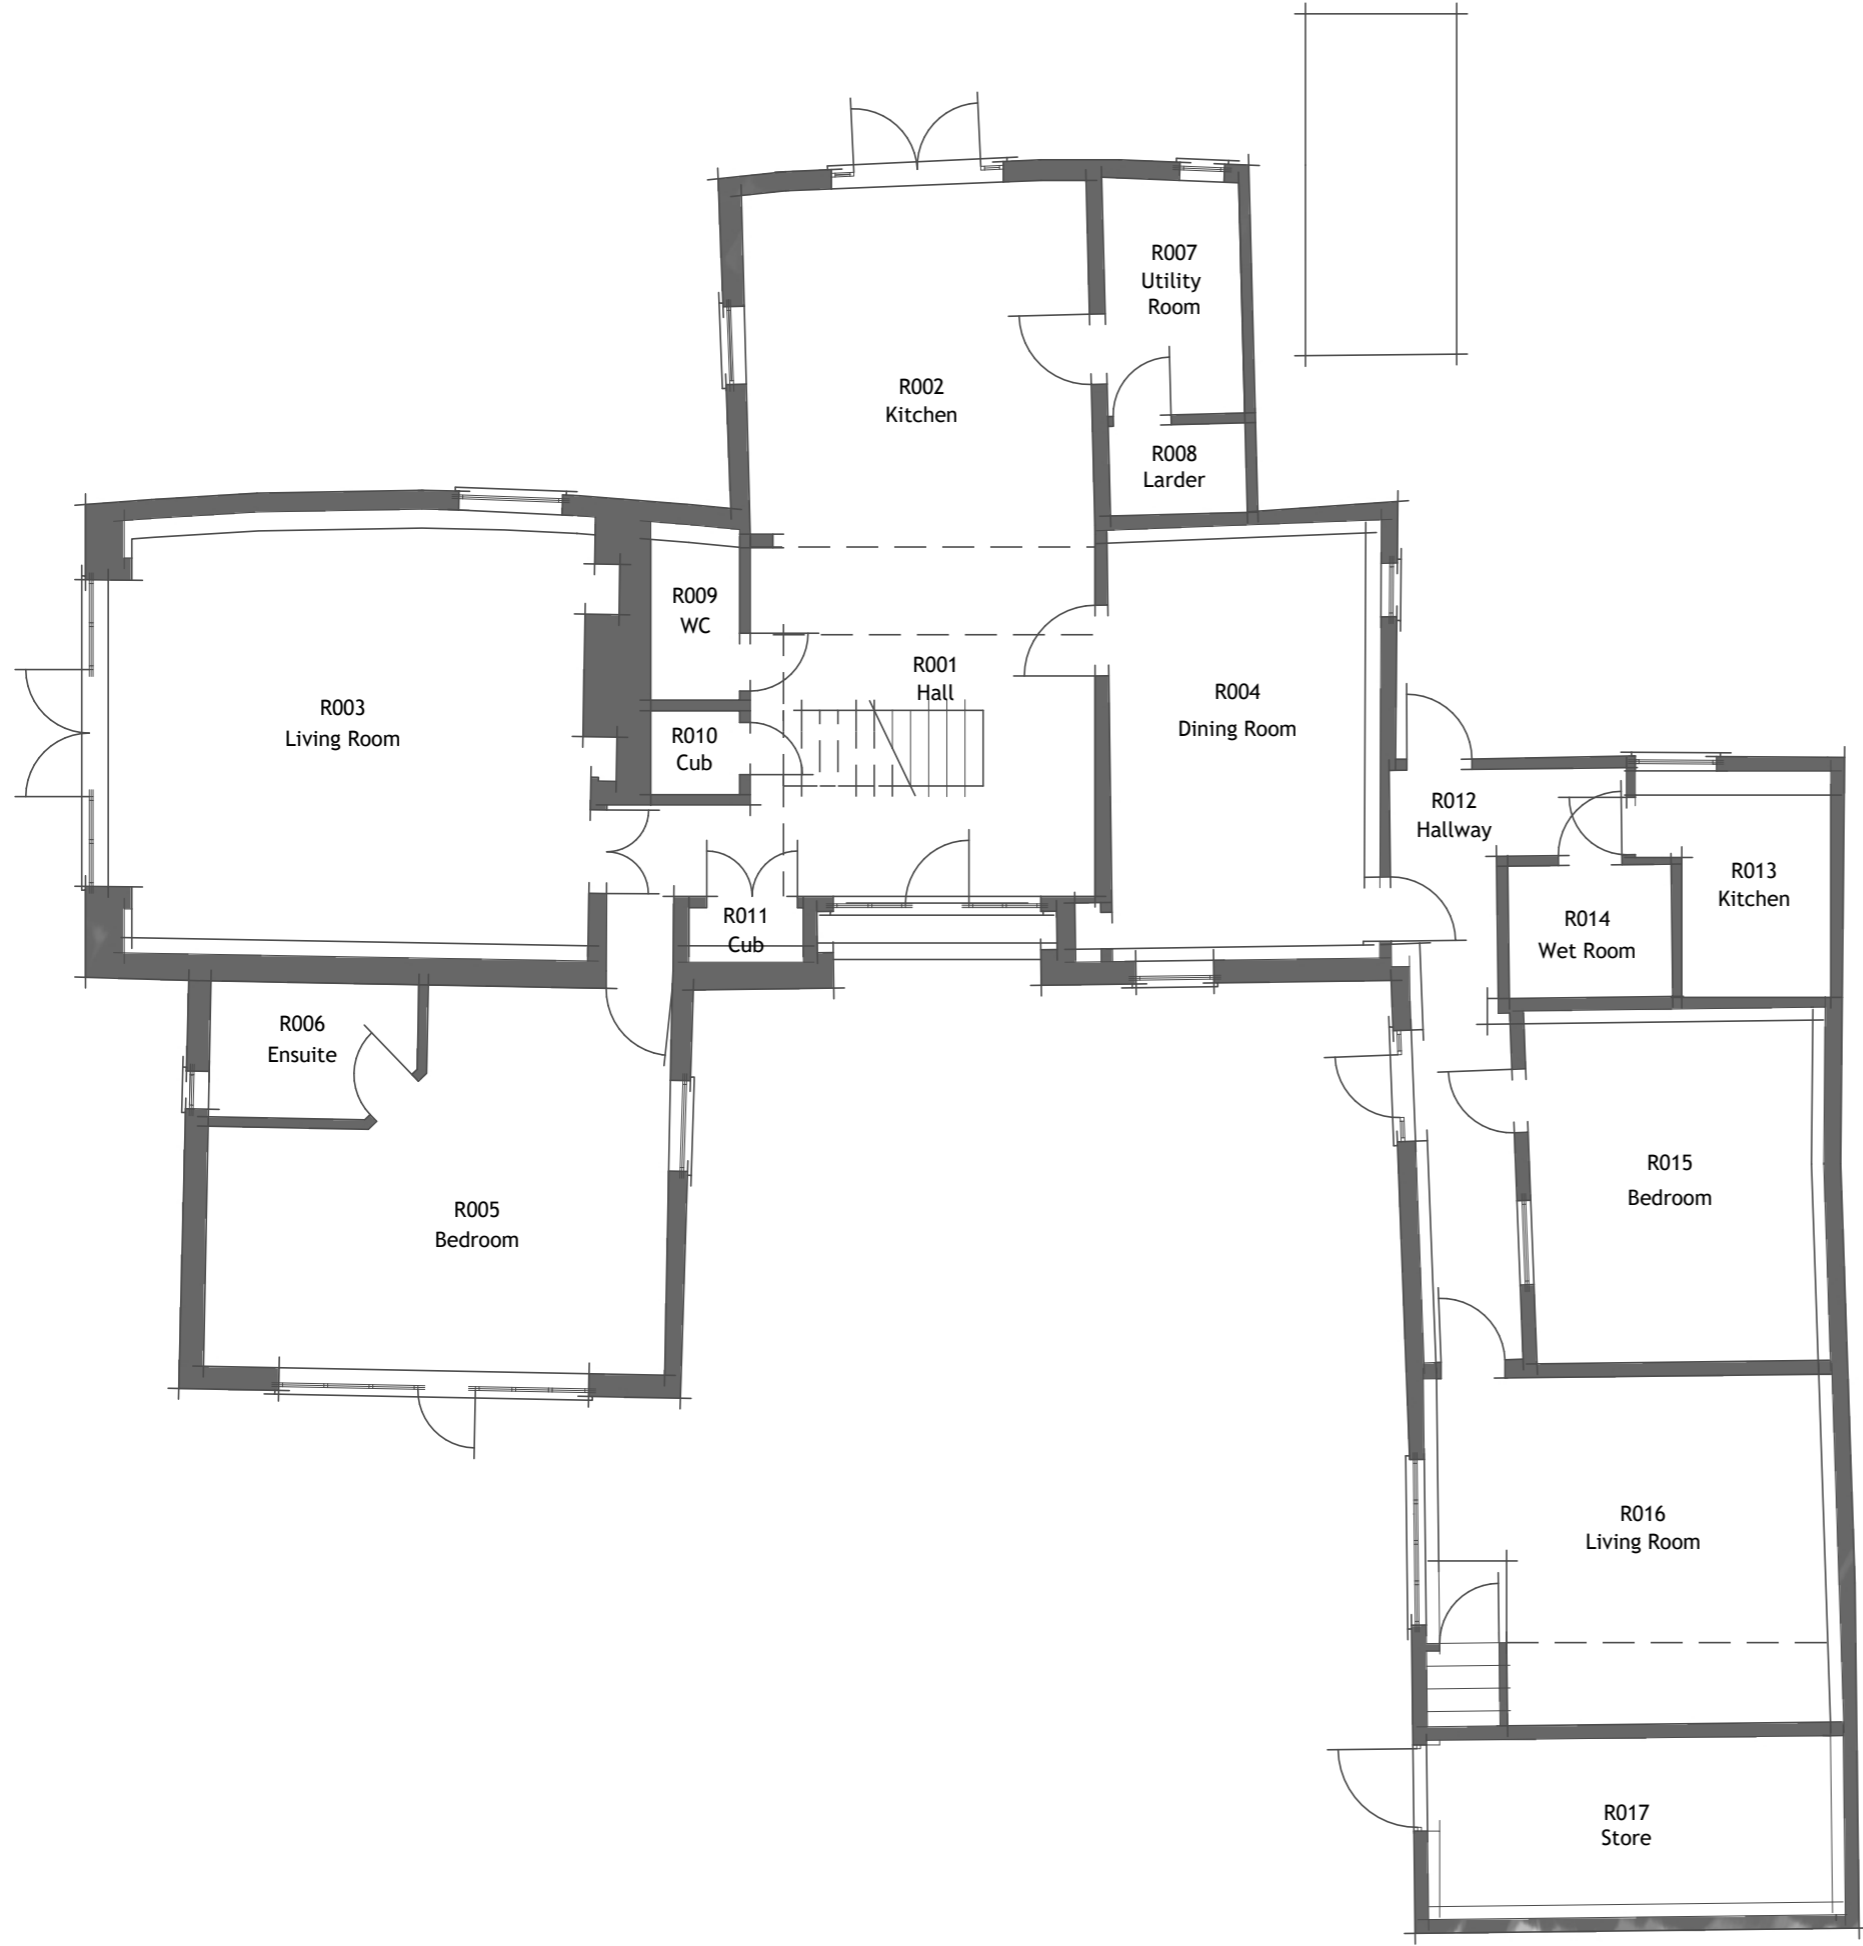 R007
Utility
Room
R002
Kitchen
R008
Larder
R009
WC
R001
Hall
R003
Living Room
R010
Cub
R004
Dining Room
R012
Hallway
R013
Kitchen
R011
Cub
R014
Wet Room
R006
Ensuite
R015
Bedroom
R005
Bedroom
R016
Living Room
R017
Store